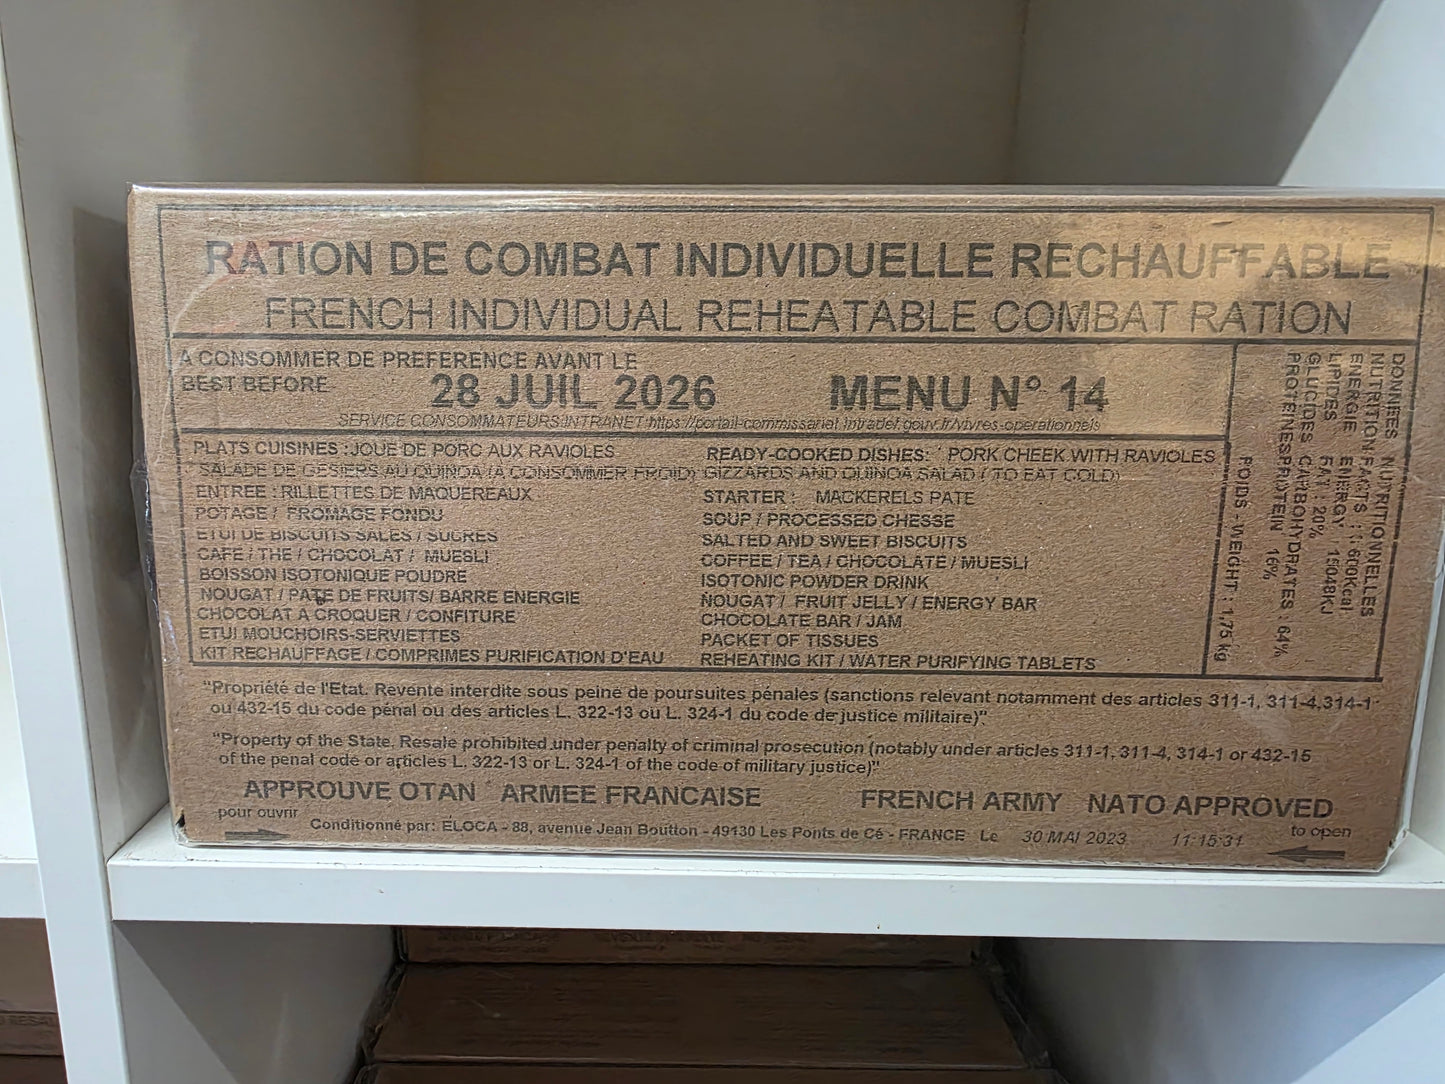 RATION DE COMBAT INDIVIDUELLE RECHAUFFABLE
FRENCH INDIVIDUAL REHEATABLE COMBAT RATION
A CONSOMMER DE PREFERENCE AVANT LE
BEST BEFORE 28 JUIL 2026 MENU N° 14
SERVICE CONSOMMATEURS INTRANET https://portail-commissariat.intradef.gouv.fr/vivres-operationnels
PLATS CUISINES : JOUE DE PORC AUX RAVIOLES
SALADE DE GESIERS AU QUINOA (A CONSOMMER FROID)
ENTREE : RILLETTES DE MAQUEREAUX
POTAGE / FROMAGE FONDU
ETUI DE BISCUITS SALES / SUCRES
CAFE / THE / CHOCOLAT / MUESLI
BOISSON ISOTONIQUE POUDRE
NOUGAT / PATE DE FRUITS/ BARRE ENERGIE
CHOCOLAT A CROQUER / CONFITURE
ETUI MOUCHOIRS-SERVIETTES
KIT RECHAUFFAGE / COMPRIMES PURIFICATION D'EAU
READY-COOKED DISHES: ' PORK CHEEK WITH RAVIOLES
GIZZARDS AND QUINOA SALAD ( TO EAT COLD)
STARTER : MACKERELS PATE
SOUP / PROCESSED CHESSE
SALTED AND SWEET BISCUITS
COFFEE / TEA / CHOCOLATE / MUESLI
ISOTONIC POWDER DRINK
NOUGAT / FRUIT JELLY / ENERGY BAR
CHOCOLATE BAR / JAM
PACKET OF TISSUES
REHEATING KIT / WATER PURIFYING TABLETS
DONNEES NUTRITIONNELLES
NUTRITION FACTS :
ENERGIE ENERGY 15048KJ
LIPIDES FAT : 20%
GLUCIDES CARBOHYDRATES : 64%
PROTEINES PROTEIN 16%
POIDS - WEIGHT : 1,75 kg
"Propriété de l'Etat. Revente interdite sous peine de poursuites pénales (sanctions relevant notamment des articles 311-1, 311-4,314-1
ou 432-15 du code pénal ou des articles L. 322-13 ou L. 324-1 du code de justice militaire)"
"Property of the State. Resale prohibited under penalty of criminal prosecution (notably under articles 311-1, 311-4, 314-1 or 432-15
of the penal code or articles L. 322-13 or L. 324-1 of the code of military justice)"
APPROUVE OTAN ARMEE FRANCAISE FRENCH ARMY NATO APPROVED
pour ouvrir
Conditionné par: ELOCA - 88, avenue Jean Boutton - 49130 Les Ponts de Cé - FRANCE Le 30 MAI 2023 11:15:31
to open